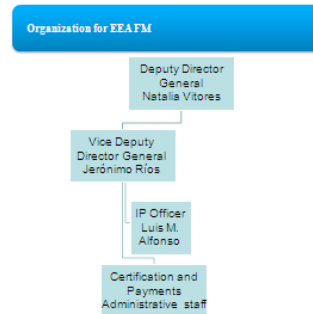 Organization for EEA FM
Deputy Director
General
Natalia Vitores
Vice Deputy
Director General
Jerónimo Ríos
IP Officer
Luis M.
Alfonso
Certification and
Payments
Administrative staff